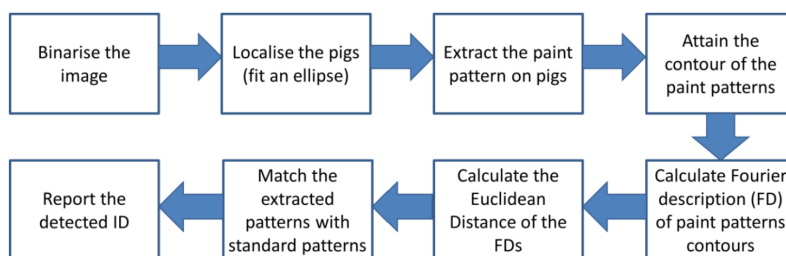 Binarise the
image
Localise the pigs
(fit an ellipse)
Extract the paint
pattern on pigs
Attain the
contour of the
paint patterns
Calculate Fourier
description (FD)
of paint patterns
contours
Calculate the
Euclidean
Distance of the
FDs
Match the
extracted
patterns with
standard patterns
Report the
detected ID